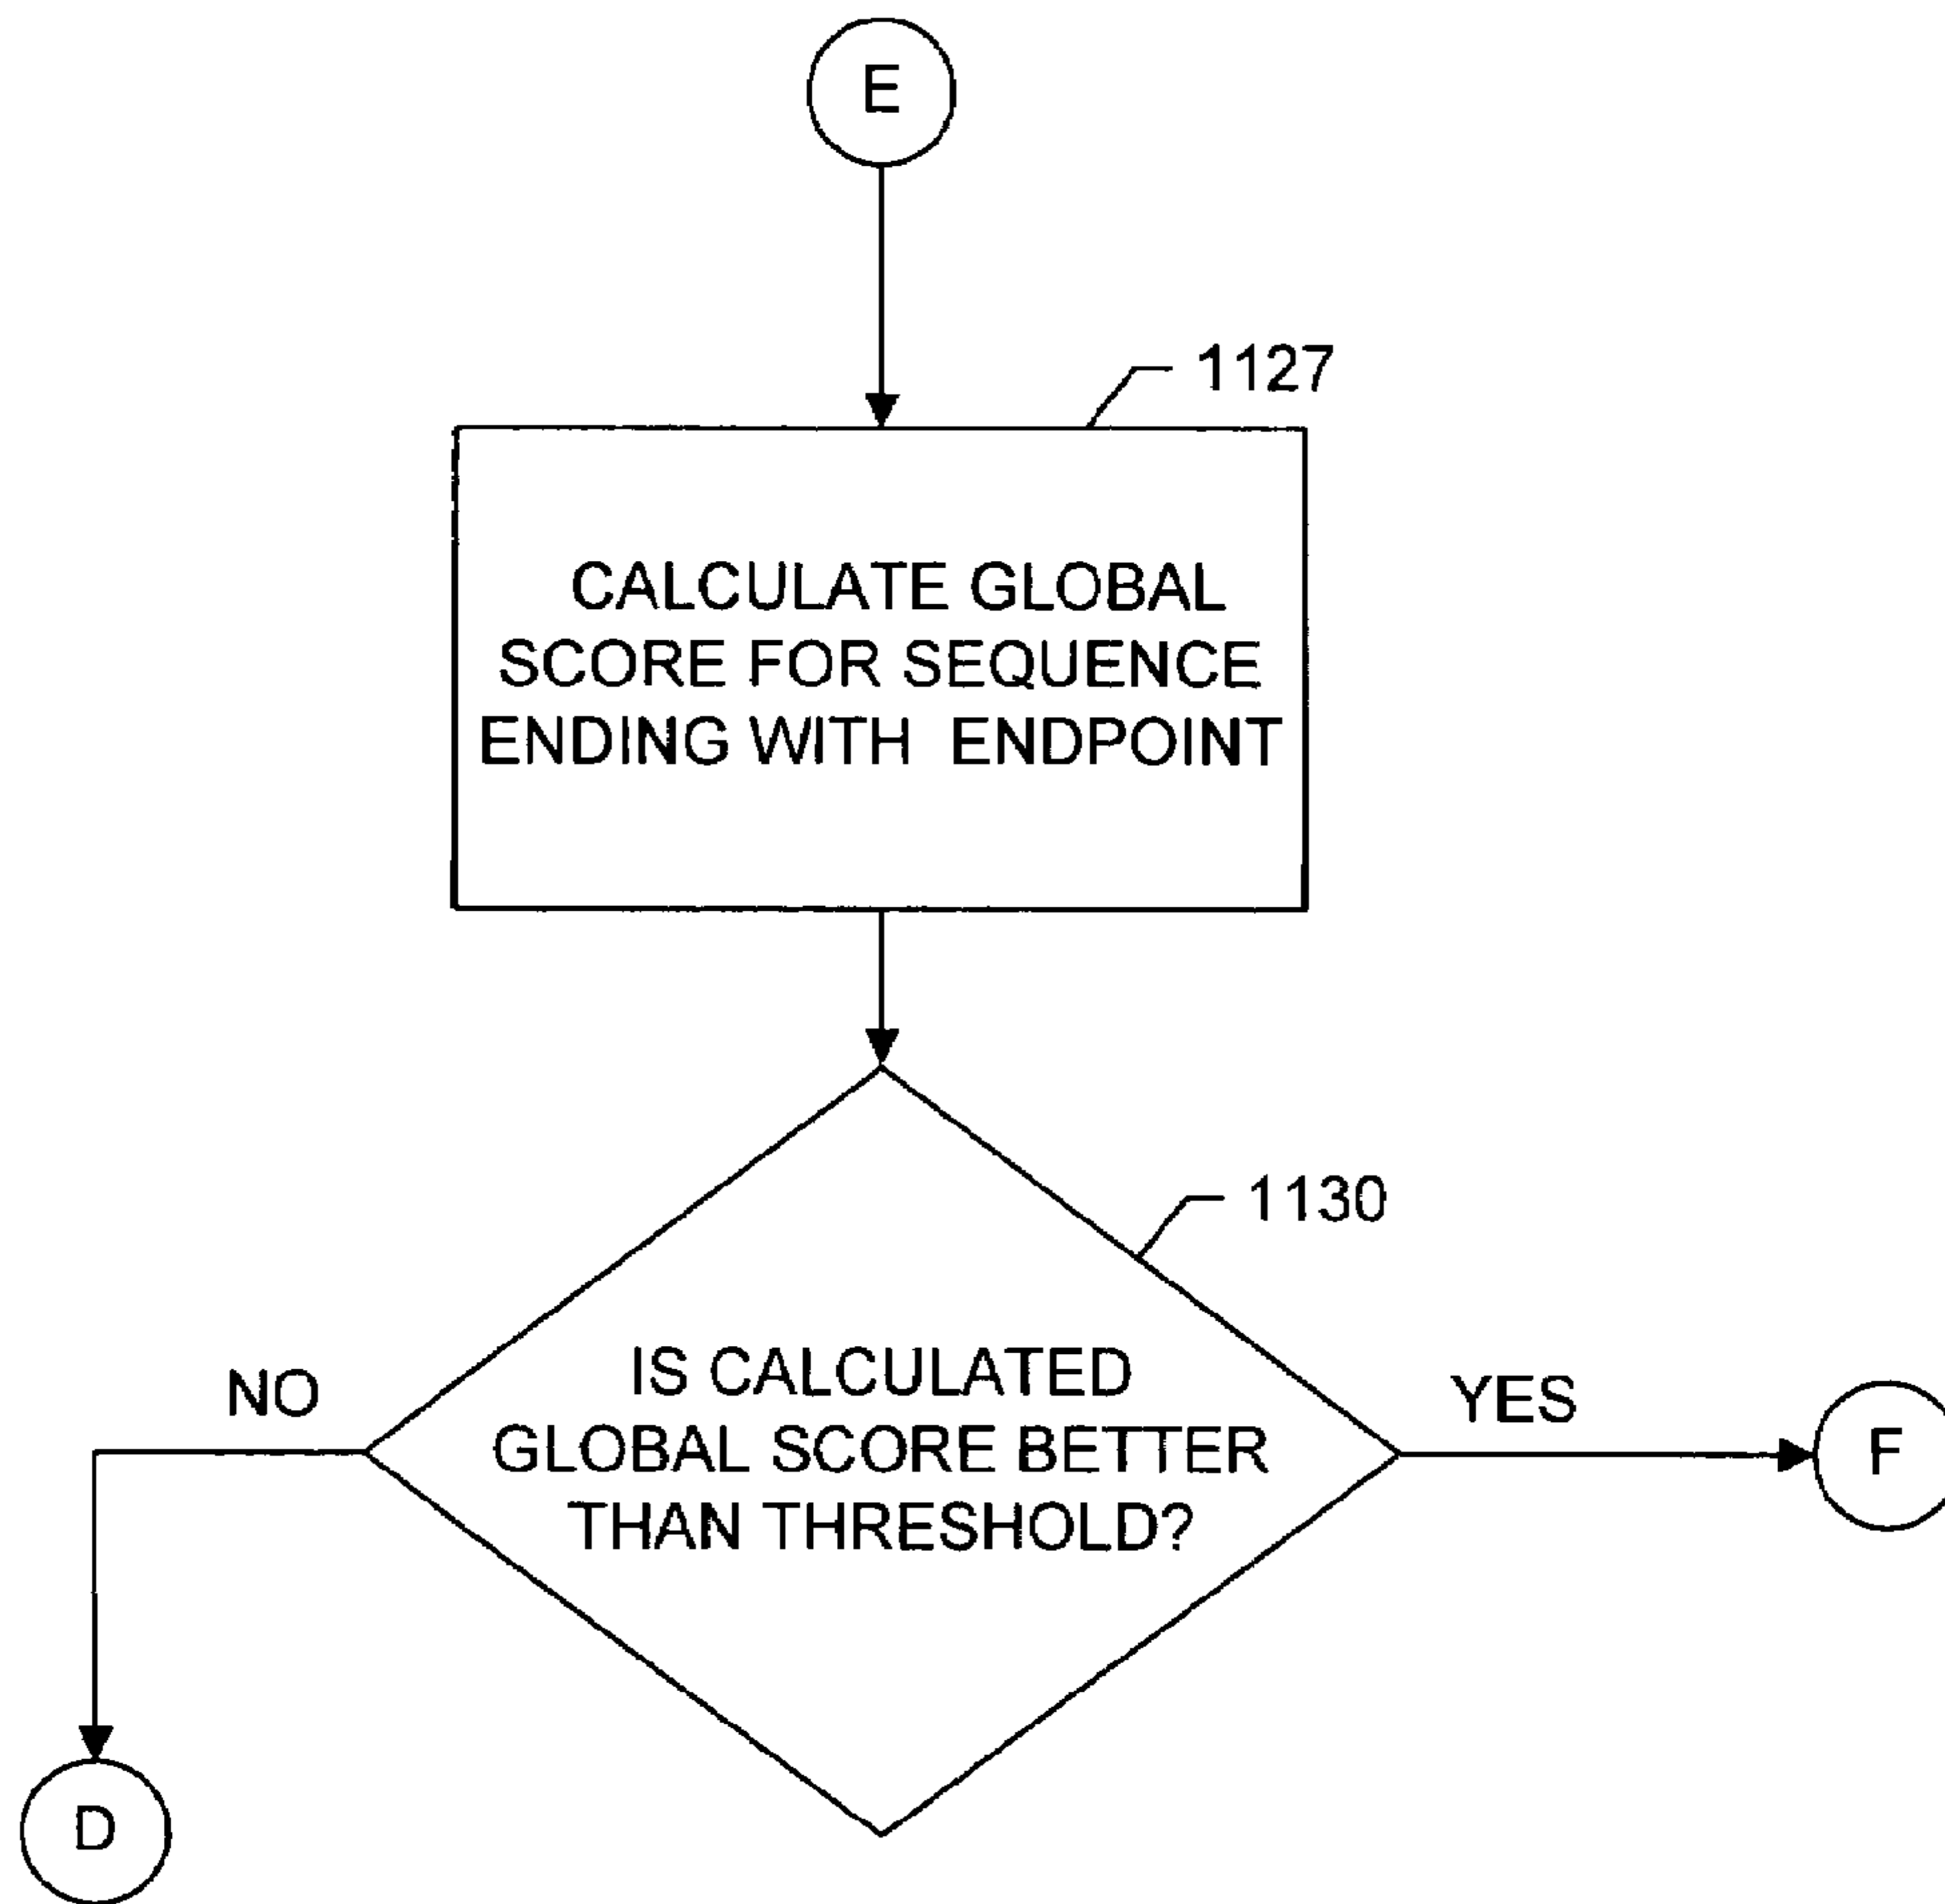 E
1127
CALCULATE GLOBAL
SCORE FOR SEQUENCE
ENDING WITH ENDPOINT
1130
IS CALCULATED
GLOBAL SCORE BETTER
THAN THRESHOLD?
NO
YES
F
D